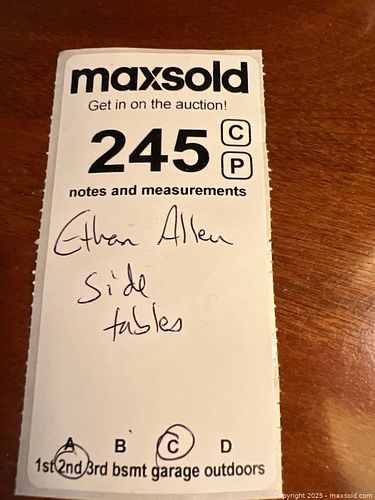 maxsold
Get in on the auction!
245 C
P
notes and measurements
Ethan Allen
side
tables
A B C D
1st 2nd 3rd bsmt garage outdoors
Copyright 2025 - maxsold.com